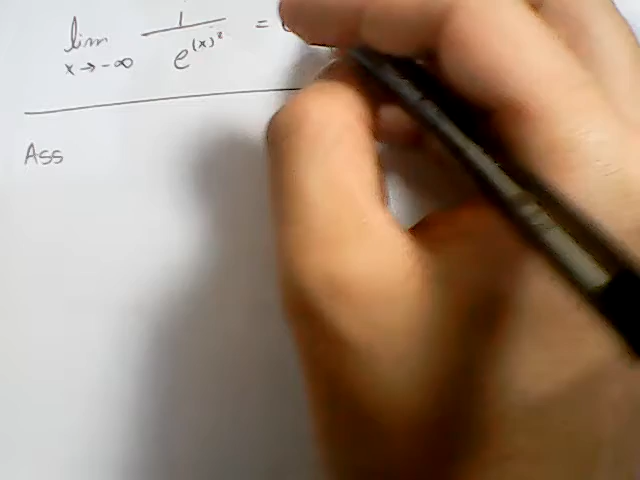 lim x→-∞ 1/e^(x)² =
Ass